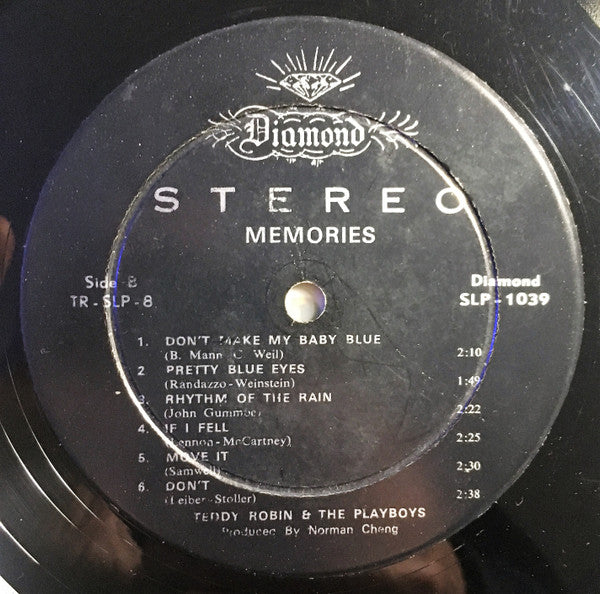 Diamond
STEREO
MEMORIES
Side B
TR-SLP-8
Diamond
SLP-1039
1. DON'T MAKE MY BABY BLUE
(B. Mann C Weil) 2:10
2 PRETTY BLUE EYES
(Randazzo-Weinstein) 1:49
3. RHYTHM OF THE RAIN
(John Gummoe) 2:22
4. IF I FELL
(Lennon-McCartney) 2:25
5. MOVE IT
(Samwell) 2:30
6. DON'T
(Leiber-Stoller) 2:38
TEDDY ROBIN & THE PLAYBOYS
Produced By Norman Cheng